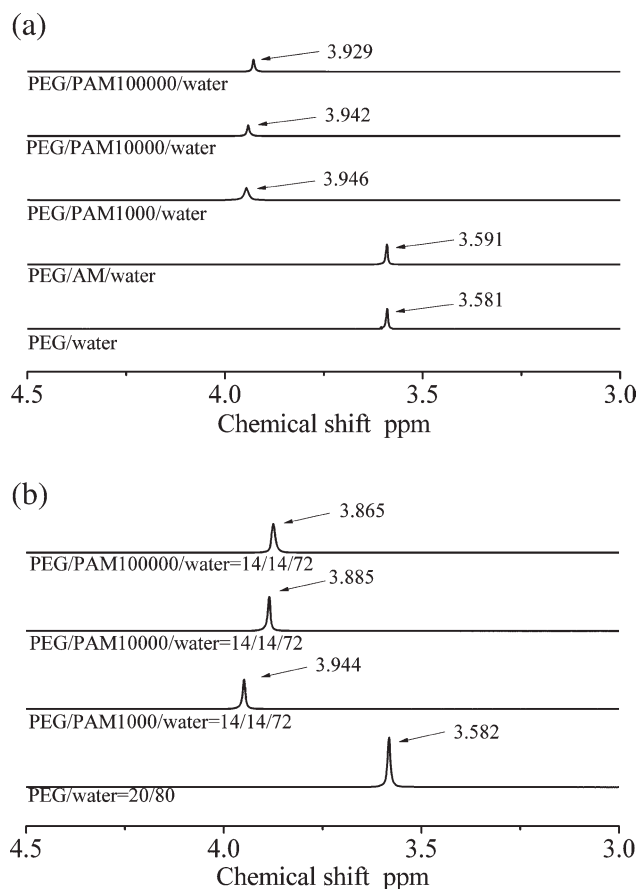 (a)
3.929
PEG/PAM100000/water
3.942
PEG/PAM10000/water
3.946
PEG/PAM1000/water
3.591
PEG/AM/water
3.581
PEG/water
4.5 4.0 3.5 3.0
Chemical shift ppm
(b)
3.865
PEG/PAM100000/water=14/14/72
3.885
PEG/PAM10000/water=14/14/72
3.944
PEG/PAM1000/water=14/14/72
3.582
PEG/water=20/80
4.5 4.0 3.5 3.0
Chemical shift ppm